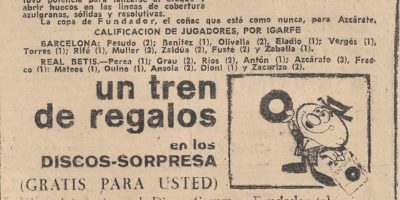 abrir huecos en las líneas de cobertura
azulgranas, sólidas y resolutivas.
La copa de Fundador, el coñac que está como nunca, para Azcárate,
CALIFICACION DE JUGADORES, POR IGARFE
BARCELONA: Pesudo (2); Benítez (1), Olivella (2), Eladio (1), Vergés (1),
Torres (1); Rifé (1), Muller (3), Zaldúa (2), Fusté (2) y Zaballa (1).
REAL BETIS.—Perea (1); Grau (2), Ríos (2), Antón (1); Azcárate (3), Frasco (1); Mateos (1), Quino (1), Ansola (2), Dioni (1) y Zacarizo (2).
un tren
de regalos
en los
DISCOS-SORPRESA
(GRATIS PARA USTED)